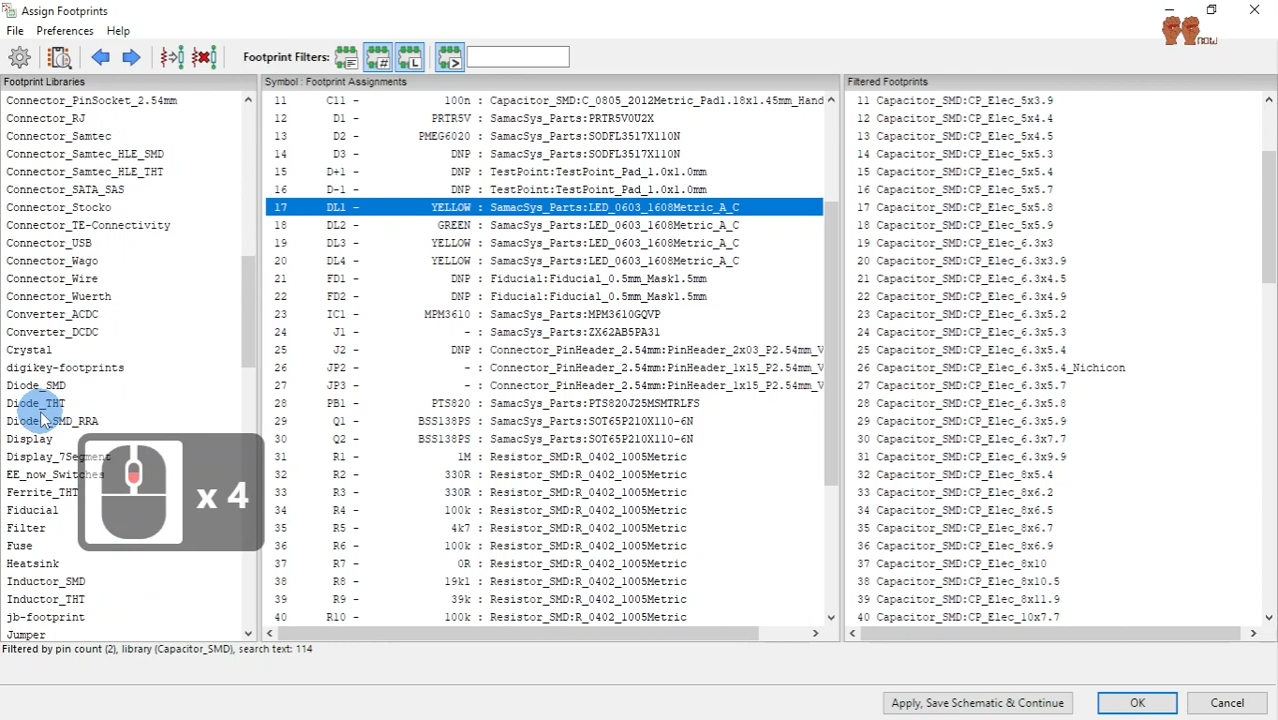 Assign Footprints
File Preferences Help
NOW
Footprint Filters:
Footprint Libraries
Connector_PinSocket_2.54mm
Connector_RJ
Connector_Samtec
Connector_Samtec_HLE_SMD
Connector_Samtec_HLE_THT
Connector_SATA_SAS
Connector_Stocko
Connector_TE-Connectivity
Connector_USB
Connector_Wago
Connector_Wire
Connector_Wuerth
Converter_ACDC
Converter_DCDC
Crystal
digikey-footprints
Diode_SMD
Diode_THT
Diode_SMD_RRA
Display
Display_7Segment
EE_now_Switches
Ferrite_THT
Fiducial
Filter
Fuse
Heatsink
Inductor_SMD
Inductor_THT
jb-footprint
Jumper
x 4
Symbol : Footprint Assignments
11 C11 - 100n : Capacitor_SMD:C_0805_2012Metric_Pad1.18x1.45mm_Hand
12 D1 - PRTR5V : SamacSys_Parts:PRTR5V0U2X
13 D2 - PMEG6020 : SamacSys_Parts:SODFL3517X110N
14 D3 - DNP : SamacSys_Parts:SODFL3517X110N
15 D+1 - DNP : TestPoint:TestPoint_Pad_1.0x1.0mm
16 D-1 - DNP : TestPoint:TestPoint_Pad_1.0x1.0mm
17 DL1 - YELLOW : SamacSys_Parts:LED_0603_1608Metric_A_C
18 DL2 - GREEN : SamacSys_Parts:LED_0603_1608Metric_A_C
19 DL3 - YELLOW : SamacSys_Parts:LED_0603_1608Metric_A_C
20 DL4 - YELLOW : SamacSys_Parts:LED_0603_1608Metric_A_C
21 FD1 - DNP : Fiducial:Fiducial_0.5mm_Mask1.5mm
22 FD2 - DNP : Fiducial:Fiducial_0.5mm_Mask1.5mm
23 IC1 - MPM3610 : SamacSys_Parts:MPM3610GQVP
24 J1 - - : SamacSys_Parts:ZX62AB5PA31
25 J2 - DNP : Connector_PinHeader_2.54mm:PinHeader_2x03_P2.54mm_V
26 JP2 - - : Connector_PinHeader_2.54mm:PinHeader_1x15_P2.54mm_V
27 JP3 - - : Connector_PinHeader_2.54mm:PinHeader_1x15_P2.54mm_V
28 PB1 - PTS820 : SamacSys_Parts:PTS820J25MSMTRLFS
29 Q1 - BSS138PS : SamacSys_Parts:SOT65P210X110-6N
30 Q2 - BSS138PS : SamacSys_Parts:SOT65P210X110-6N
31 R1 - 1M : Resistor_SMD:R_0402_1005Metric
32 R2 - 330R : Resistor_SMD:R_0402_1005Metric
33 R3 - 330R : Resistor_SMD:R_0402_1005Metric
34 R4 - 100k : Resistor_SMD:R_0402_1005Metric
35 R5 - 4k7 : Resistor_SMD:R_0402_1005Metric
36 R6 - 100k : Resistor_SMD:R_0402_1005Metric
37 R7 - 0R : Resistor_SMD:R_0402_1005Metric
38 R8 - 19k1 : Resistor_SMD:R_0402_1005Metric
39 R9 - 39k : Resistor_SMD:R_0402_1005Metric
40 R10 - 100k : Resistor_SMD:R_0402_1005Metric
Filtered Footprints
11 Capacitor_SMD:CP_Elec_5x3.9
12 Capacitor_SMD:CP_Elec_5x4.4
13 Capacitor_SMD:CP_Elec_5x4.5
14 Capacitor_SMD:CP_Elec_5x5.3
15 Capacitor_SMD:CP_Elec_5x5.4
16 Capacitor_SMD:CP_Elec_5x5.7
17 Capacitor_SMD:CP_Elec_5x5.8
18 Capacitor_SMD:CP_Elec_5x5.9
19 Capacitor_SMD:CP_Elec_6.3x3
20 Capacitor_SMD:CP_Elec_6.3x3.9
21 Capacitor_SMD:CP_Elec_6.3x4.5
22 Capacitor_SMD:CP_Elec_6.3x4.9
23 Capacitor_SMD:CP_Elec_6.3x5.2
24 Capacitor_SMD:CP_Elec_6.3x5.3
25 Capacitor_SMD:CP_Elec_6.3x5.4
26 Capacitor_SMD:CP_Elec_6.3x5.4_Nichicon
27 Capacitor_SMD:CP_Elec_6.3x5.7
28 Capacitor_SMD:CP_Elec_6.3x5.8
29 Capacitor_SMD:CP_Elec_6.3x5.9
30 Capacitor_SMD:CP_Elec_6.3x7.7
31 Capacitor_SMD:CP_Elec_6.3x9.9
32 Capacitor_SMD:CP_Elec_8x5.4
33 Capacitor_SMD:CP_Elec_8x6.2
34 Capacitor_SMD:CP_Elec_8x6.5
35 Capacitor_SMD:CP_Elec_8x6.7
36 Capacitor_SMD:CP_Elec_8x6.9
37 Capacitor_SMD:CP_Elec_8x10
38 Capacitor_SMD:CP_Elec_8x10.5
39 Capacitor_SMD:CP_Elec_8x11.9
40 Capacitor_SMD:CP_Elec_10x7.7
Filtered by pin count (2), library (Capacitor_SMD), search text: 114
Apply, Save Schematic & Continue
OK
Cancel